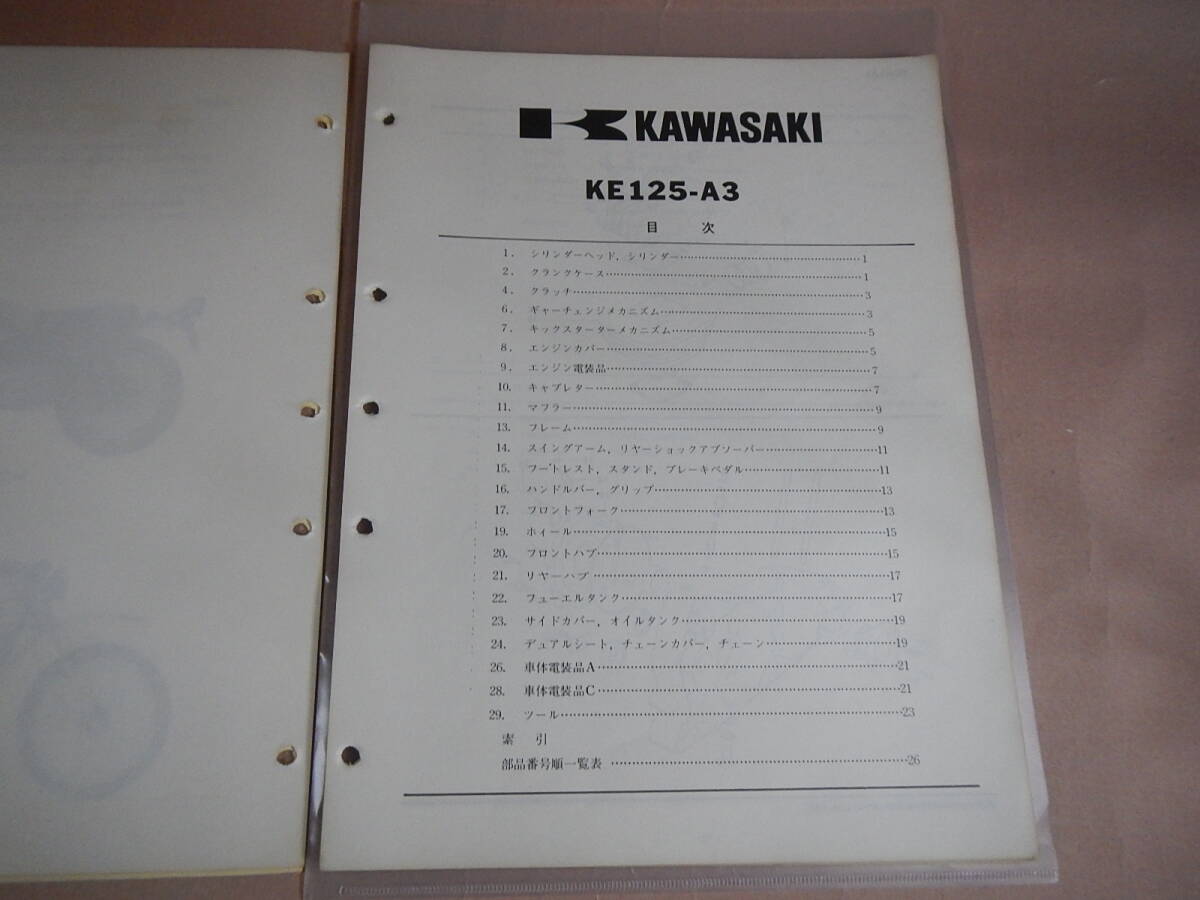 KAWASAKI
KE125-A3
目 次
1. シリンダーヘッド，シリンダー……1
2. クランクケース……1
4. クラッチ……3
6. ギャーチェンジメカニズム……3
7. キックスターターメカニズム……5
8. エンジンカバー……5
9. エンジン電装品……7
10. キャブレター……7
11. マフラー……9
13. フレーム……9
14. スイングアーム，リヤーショックアブソーバー……11
15. フートレスト，スタンド，ブレーキペダル……11
16. ハンドルバー，グリップ……13
17. フロントフォーク……13
19. ホイール……15
20. フロントハブ……15
21. リヤーハブ……17
22. フューエルタンク……17
23. サイドカバー，オイルタンク……19
24. デュアルシート，チェーンカバー，チェーン……19
26. 車体電装品A……21
28. 車体電装品C……21
29. ツール……23
索 引
部品番号順一覧表……26